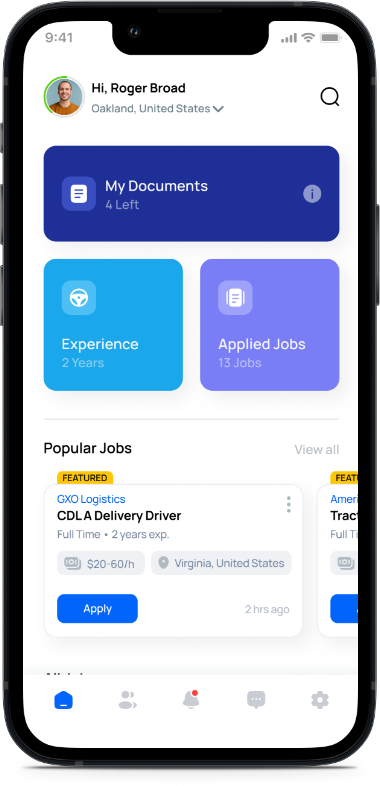 9:41
Hi, Roger Broad
Oakland, United States
My Documents
4 Left
Experience
2 Years
Applied Jobs
13 Jobs
Popular Jobs
View all
FEATURED
GXO Logistics
CDL A Delivery Driver
Full Time • 2 years exp.
$20-60/h
Virginia, United States
Apply
2 hrs ago
FEATU
Ameri
Tract
Full Ti